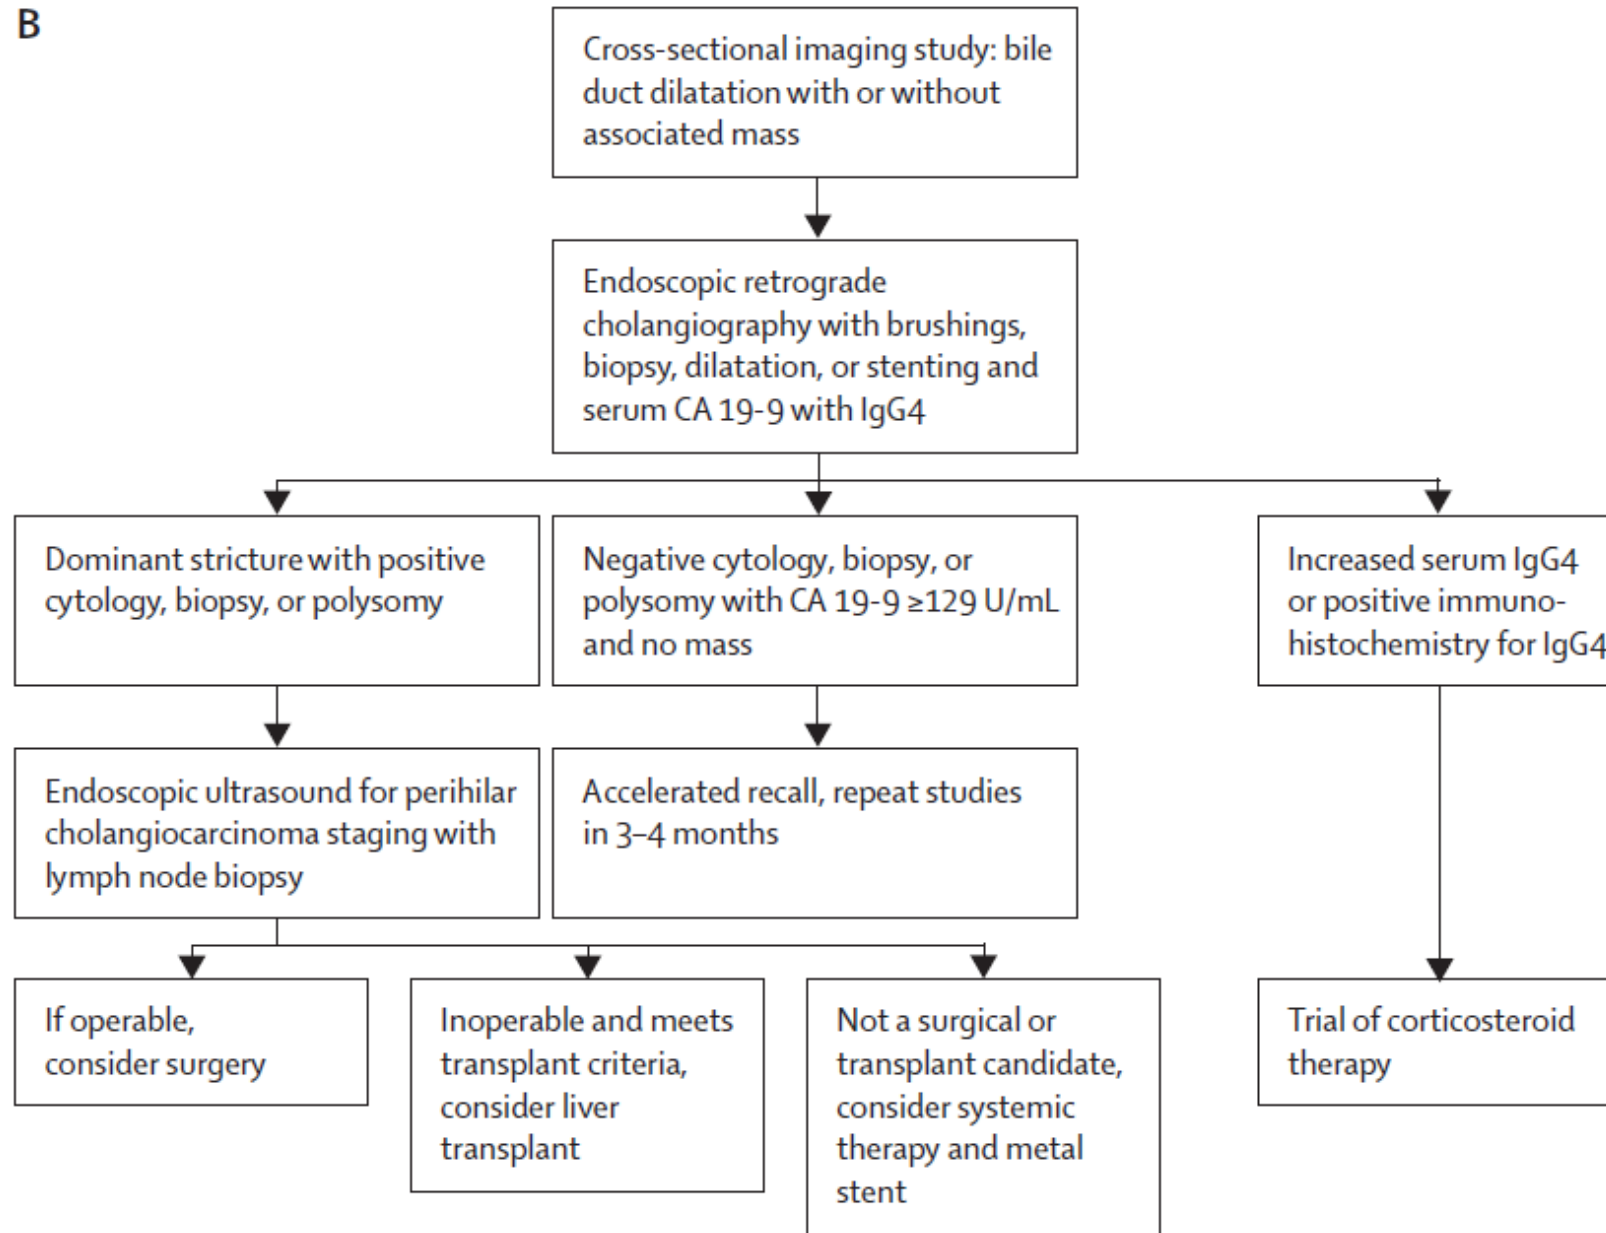 B
Cross-sectional imaging study: bile
duct dilatation with or without
associated mass
Endoscopic retrograde
cholangiography with brushings,
biopsy, dilatation, or stenting and
serum CA 19-9 with IgG4
Dominant stricture with positive
cytology, biopsy, or polysomy
Negative cytology, biopsy, or
polysomy with CA 19-9 ≥129 U/mL
and no mass
Increased serum IgG4
or positive immuno-
histochemistry for IgG4
Endoscopic ultrasound for perihilar
cholangiocarcinoma staging with
lymph node biopsy
Accelerated recall, repeat studies
in 3–4 months
If operable,
consider surgery
Inoperable and meets
transplant criteria,
consider liver
transplant
Not a surgical or
transplant candidate,
consider systemic
therapy and metal
stent
Trial of corticosteroid
therapy